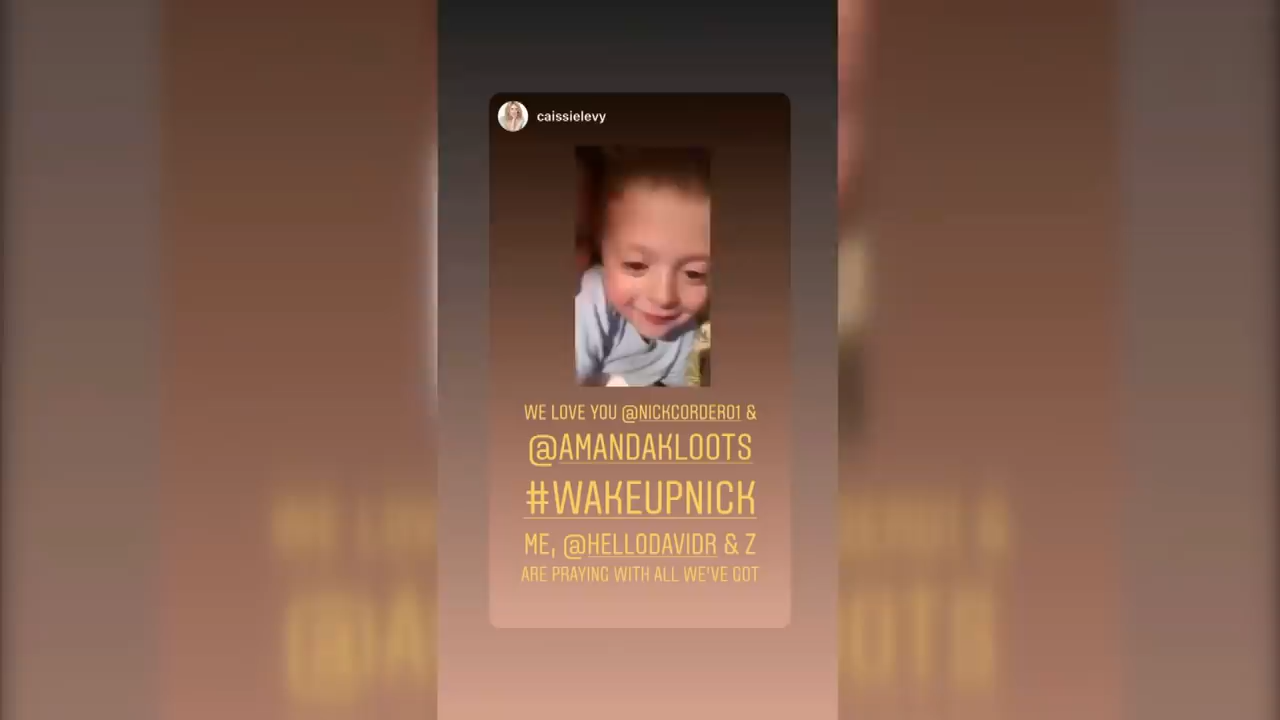 caissielevy
WE LOVE YOU @NICKCORDERO1 &
@AMANDAKLOOTS
#WAKEUPNICK
ME, @HELLODAVIDR & Z
ARE PRAYING WITH ALL WE'VE GOT